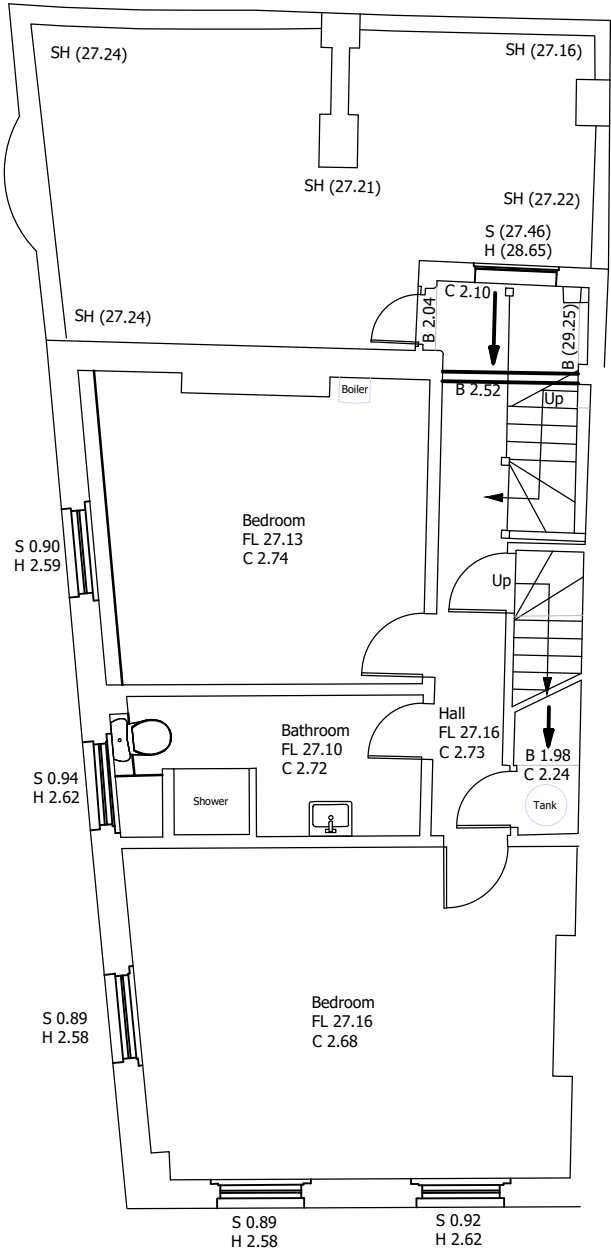 SH (27.24)
SH (27.16)
SH (27.21)
SH (27.22)
S (27.46)
H (28.65)
C 2.10
B 2.04
B (29.25)
SH (27.24)
B 2.52
Boiler
Up
Bedroom
FL 27.13
C 2.74
S 0.90
H 2.59
Up
Hall
FL 27.16
C 2.73
Bathroom
FL 27.10
C 2.72
B 1.98
C 2.24
S 0.94
H 2.62
Shower
Tank
Bedroom
FL 27.16
C 2.68
S 0.89
H 2.58
S 0.89
H 2.58
S 0.92
H 2.62